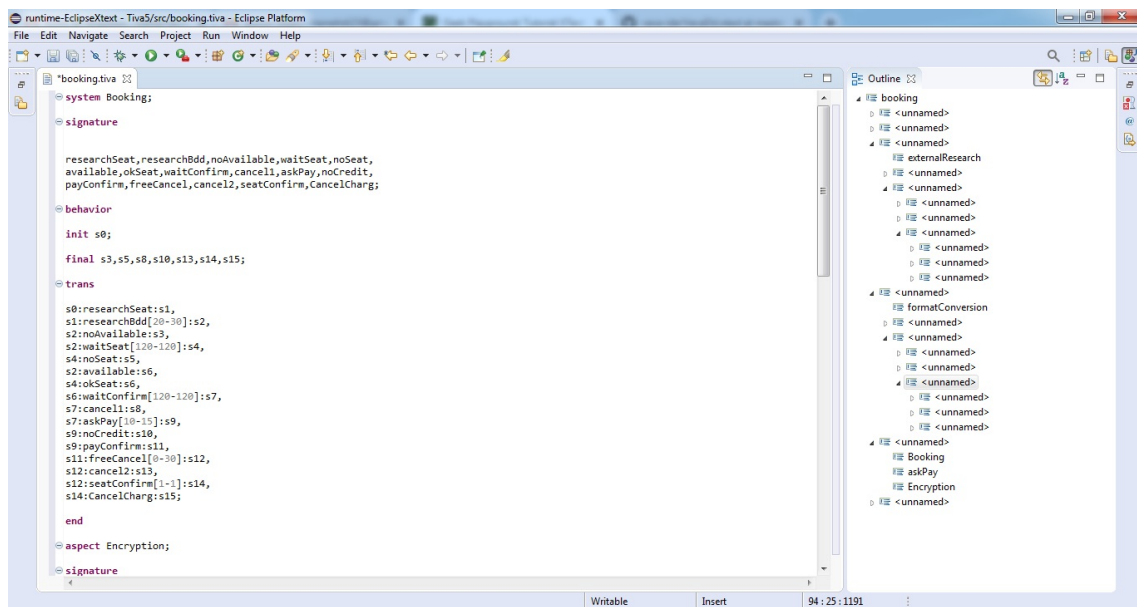 runtime-EclipseXtext - Tiva5/src/booking.tiva - Eclipse Platform
File Edit Navigate Search Project Run Window Help
*booking.tiva
system Booking;
signature
researchSeat,researchBdd,noAvailable,waitSeat,noSeat,
available,okSeat,waitConfirm,cancel1,askPay,noCredit,
payConfirm,freeCancel,cancel2,seatConfirm,CancelCharg;
behavior
init s0;
final s3,s5,s8,s10,s13,s14,s15;
trans
s0:researchSeat:s1,
s1:researchBdd[20-30]:s2,
s2:noAvailable:s3,
s2:waitSeat[120-120]:s4,
s4:noSeat:s5,
s2:available:s6,
s4:okSeat:s6,
s6:waitConfirm[120-120]:s7,
s7:cancel1:s8,
s7:askPay[10-15]:s9,
s9:noCredit:s10,
s9:payConfirm:s11,
s11:freeCancel[0-30]:s12,
s12:cancel2:s13,
s12:seatConfirm[1-1]:s14,
s14:CancelCharg:s15;
end
aspect Encryption;
signature
Outline
booking
<unnamed>
<unnamed>
<unnamed>
externalResearch
<unnamed>
<unnamed>
<unnamed>
<unnamed>
<unnamed>
<unnamed>
<unnamed>
<unnamed>
<unnamed>
formatConversion
<unnamed>
<unnamed>
<unnamed>
<unnamed>
<unnamed>
<unnamed>
<unnamed>
<unnamed>
<unnamed>
Booking
askPay
Encryption
<unnamed>
Writable Insert 94 : 25 : 1191